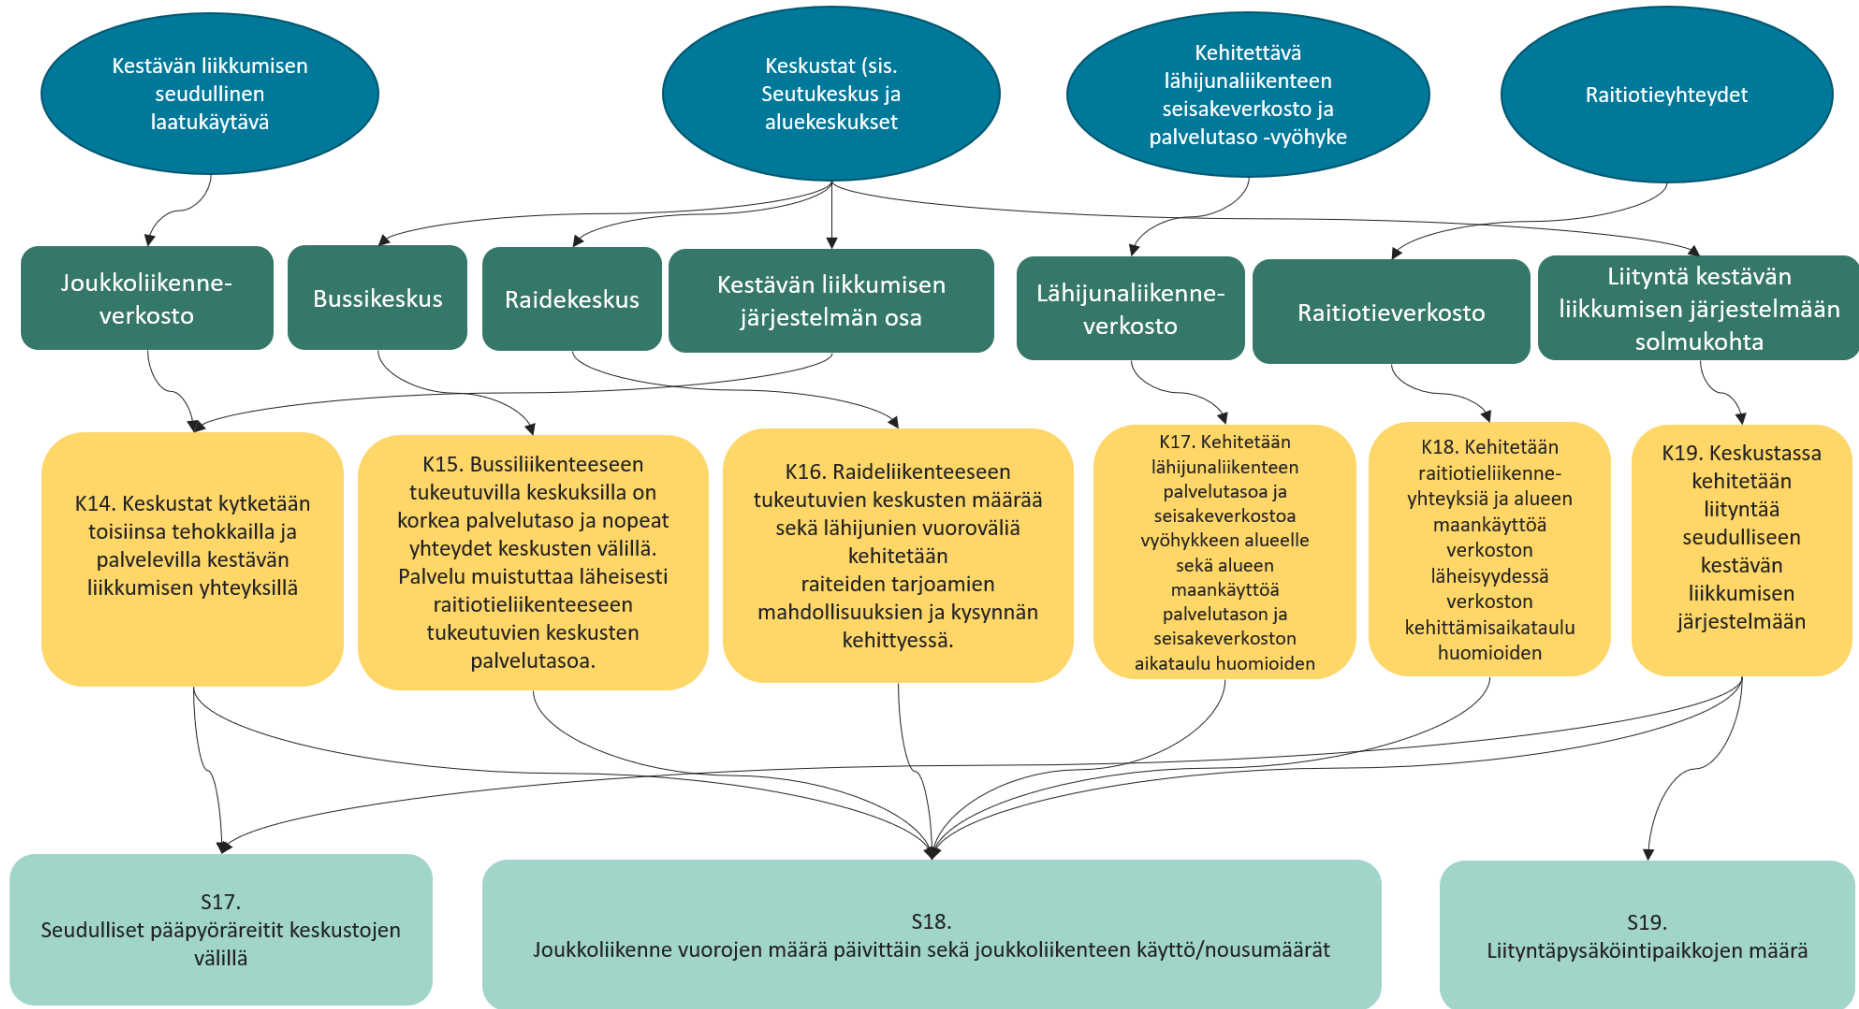 Kestävän liikkumisen
seudullinen
laatukäytävä
Keskustat (sis.
Seutukeskus ja
aluekeskukset
Kehitettävä
lähijunaliikenteen
seisakeverkosto ja
palvelutaso -vyöhyke
Raitiotieyhteydet
Joukkoliikenne-
verkosto
Bussikeskus
Raidekeskus
Kestävän liikkumisen
järjestelmän osa
Lähijunaliikenne-
verkosto
Raitiotieverkosto
Liityntä kestävän
liikkumisen järjestelmään
solmukohta
K14. Keskustat kytketään
toisiinsa tehokkailla ja
palvelevilla kestävän
liikkumisen yhteyksillä
K15. Bussiliikenteeseen
tukeutuvilla keskuksilla on
korkea palvelutaso ja nopeat
yhteydet keskusten välillä.
Palvelu muistuttaa läheisesti
raitiotieliikenteeseen
tukeutuvien keskusten
palvelutasoa.
K16. Raideliikenteeseen
tukeutuvien keskusten määrää
sekä lähijunien vuoroväliä
kehitetään
raiteiden tarjoamien
mahdollisuuksien ja kysynnän
kehittyessä.
K17. Kehitetään
lähijunaliikenteen
palvelutasoa ja
seisakeverkostoa
vyöhykkeen alueelle
sekä alueen
maankäyttöä
palvelutason ja
seisakeverkoston
aikataulu huomioiden
K18. Kehitetään
raitiotieliikenne-
yhteyksiä ja alueen
maankäyttöä
verkoston
läheisyydessä
verkoston
kehittämisaikataulu
huomioiden
K19. Keskustassa
kehitetään
liityntää
seudulliseen
kestävän
liikkumisen
järjestelmään
S17.
Seudulliset pääpyöräreitit keskustojen
välillä
S18.
Joukkoliikenne vuorojen määrä päivittäin sekä joukkoliikenteen käyttö/nousumäärät
S19.
Liityntäpysäköintipaikkojen määrä